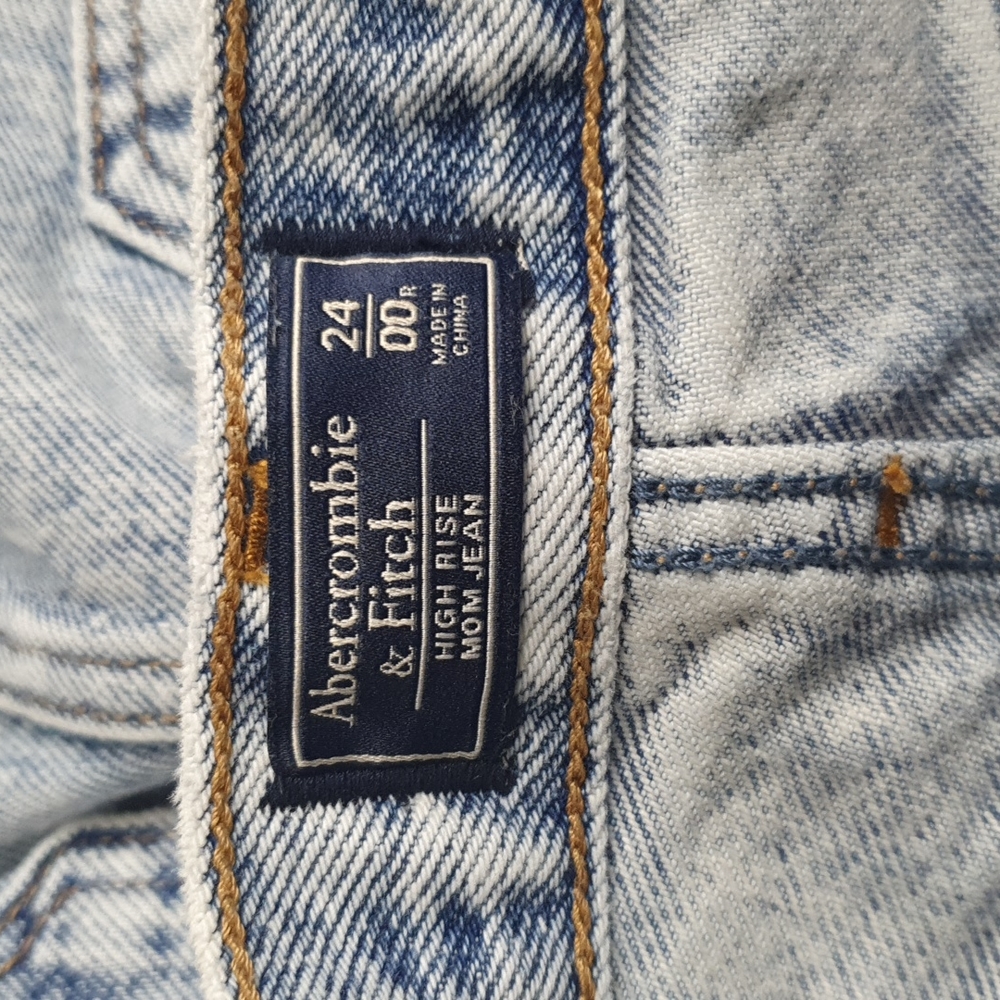 Abercrombie
& Fitch
HIGH RISE
MOM JEAN
24
00R
MADE IN
CHINA